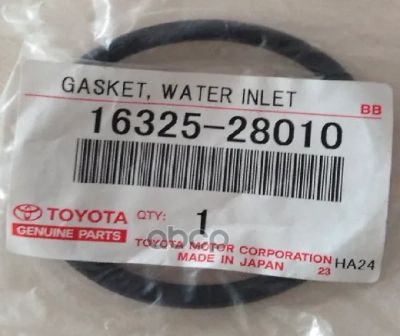 GASKET, WATER INLET
BB
16325-28010
TOYOTA
GENUINE PARTS
QTY: 1
TOYOTA MOTOR CORPORATION
MADE IN JAPAN 23 HA24